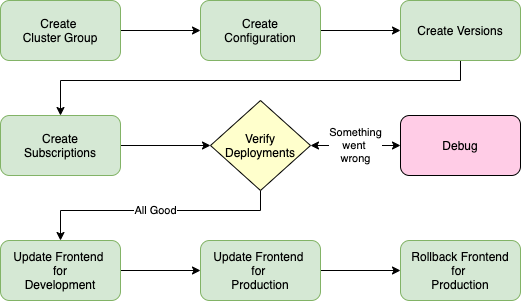 Create
Cluster Group
Create
Configuration
Create Versions
Create
Subscriptions
Verify
Deployments
Something
went
wrong
Debug
All Good
Update Frontend
for
Development
Update Frontend
for
Production
Rollback Frontend
for
Production